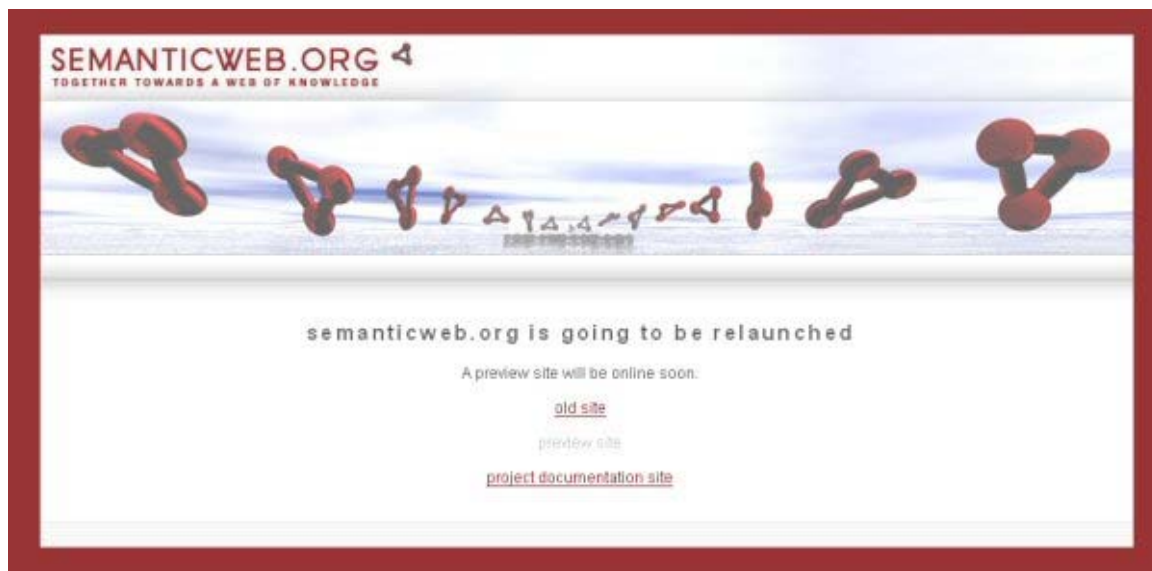 SEMANTICWEB.ORG
TOGETHER TOWARDS A WEB OF KNOWLEDGE
semanticweb.org is going to be relaunched
A preview site will be online soon.
old site
preview site
project documentation site